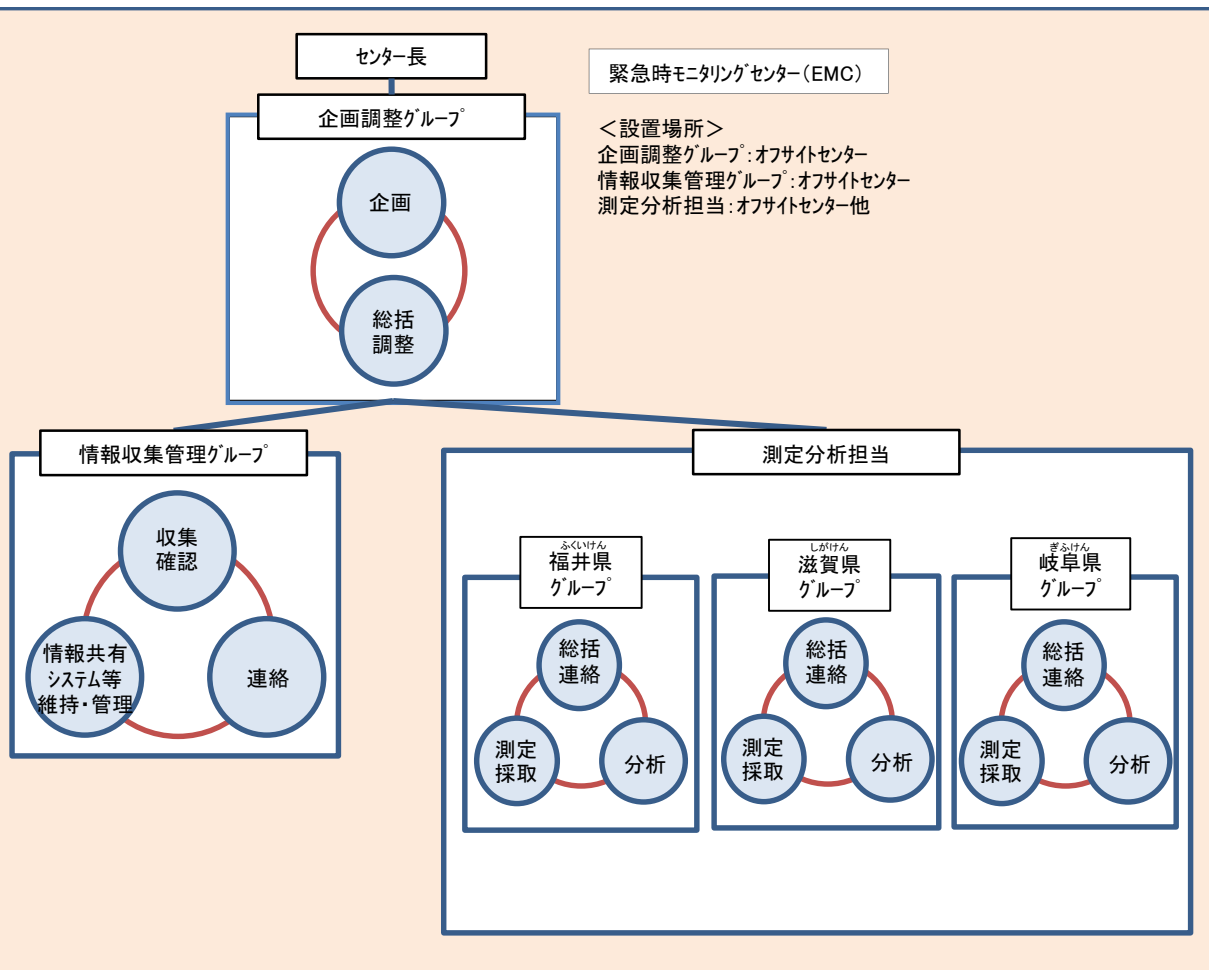 センター長
緊急時ﾓﾆﾀﾘﾝｸﾞｾﾝﾀｰ（EMC）
企画調整ｸﾞﾙｰﾌﾟ
＜設置場所＞
企画調整ｸﾞﾙｰﾌﾟ：ｵﾌｻｲﾄｾﾝﾀｰ
情報収集管理ｸﾞﾙｰﾌﾟ：ｵﾌｻｲﾄｾﾝﾀｰ
測定分析担当：ｵﾌｻｲﾄｾﾝﾀｰ他
企画
総括
調整
情報収集管理ｸﾞﾙｰﾌﾟ
収集
確認
情報共有
ｼｽﾃﾑ等
維持・管理
連絡
測定分析担当
ふくいけん
福井県
ｸﾞﾙｰﾌﾟ
総括
連絡
測定
採取
分析
しがけん
滋賀県
ｸﾞﾙｰﾌﾟ
総括
連絡
測定
採取
分析
ぎふけん
岐阜県
ｸﾞﾙｰﾌﾟ
総括
連絡
測定
採取
分析